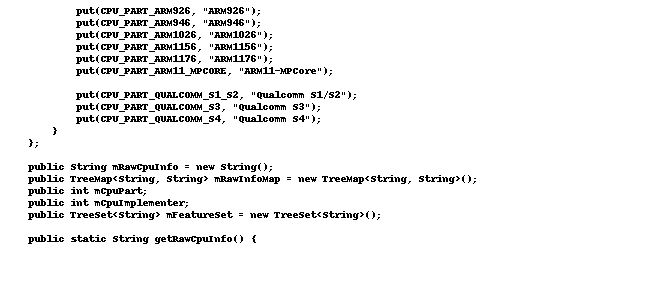 put(CPU_PART_ARM926, "ARM926");
put(CPU_PART_ARM946, "ARM946");
put(CPU_PART_ARM1026, "ARM1026");
put(CPU_PART_ARM1156, "ARM1156");
put(CPU_PART_ARM1176, "ARM1176");
put(CPU_PART_ARM11_MPCORE, "ARM11-MPCore");
put(CPU_PART_QUALCOMM_S1_S2, "Qualcomm S1/S2");
put(CPU_PART_QUALCOMM_S3, "Qualcomm S3");
put(CPU_PART_QUALCOMM_S4, "Qualcomm S4");
}
};
public String mRawCpuInfo = new String();
public TreeMap<String, String> mRawInfoMap = new TreeMap<String, String>();
public int mCpuPart;
public int mCpuImplementer;
public TreeSet<String> mFeatureSet = new TreeSet<String>();
public static String getRawCpuInfo() {